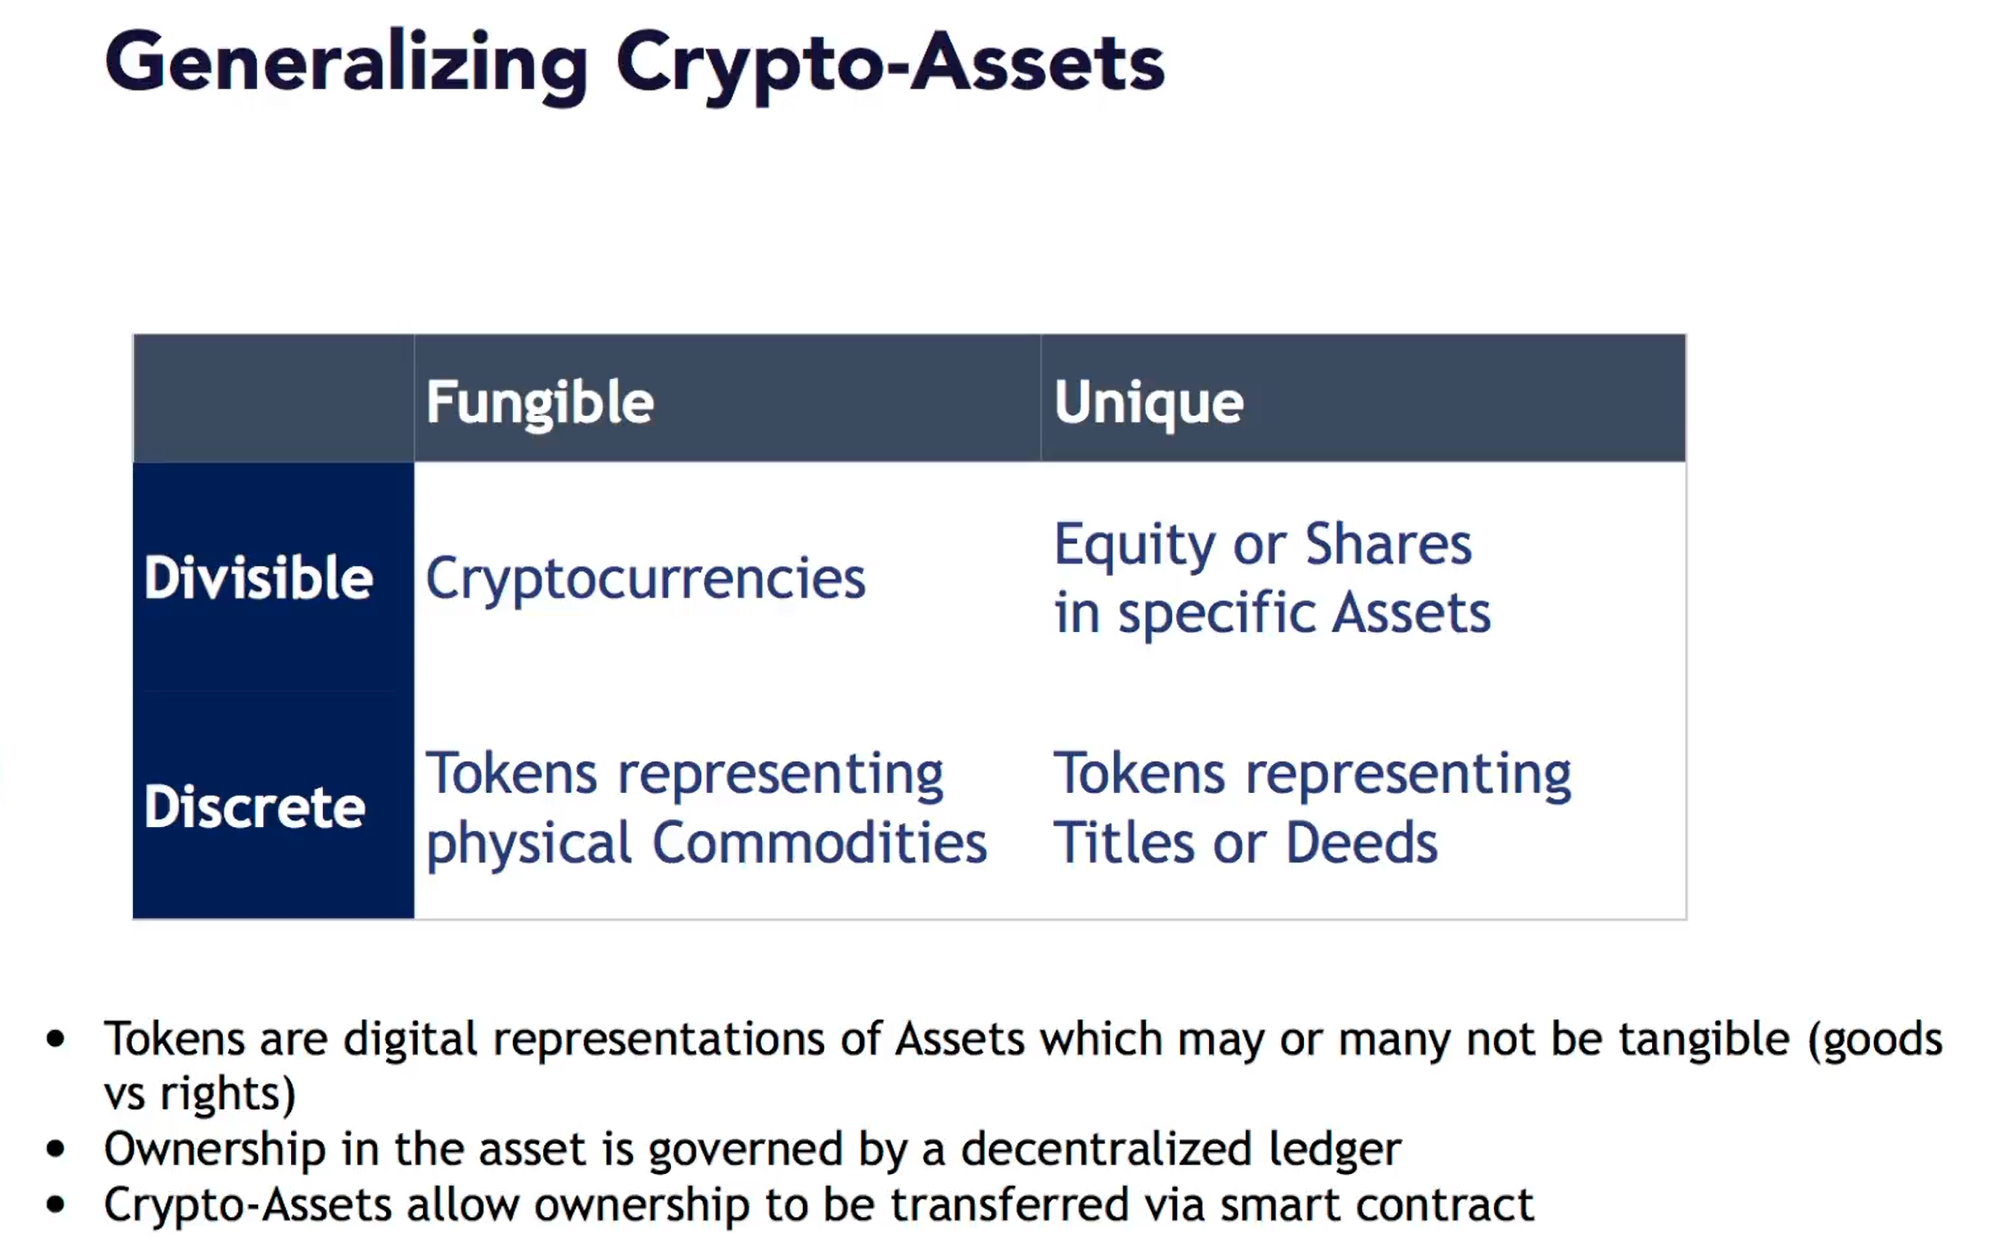 Generalizing Crypto-Assets
Fungible Unique
Divisible Cryptocurrencies Equity or Shares
in specific Assets
Discrete Tokens representing
physical Commodities Tokens representing
Titles or Deeds
• Tokens are digital representations of Assets which may or many not be tangible (goods
vs rights)
• Ownership in the asset is governed by a decentralized ledger
• Crypto-Assets allow ownership to be transferred via smart contract